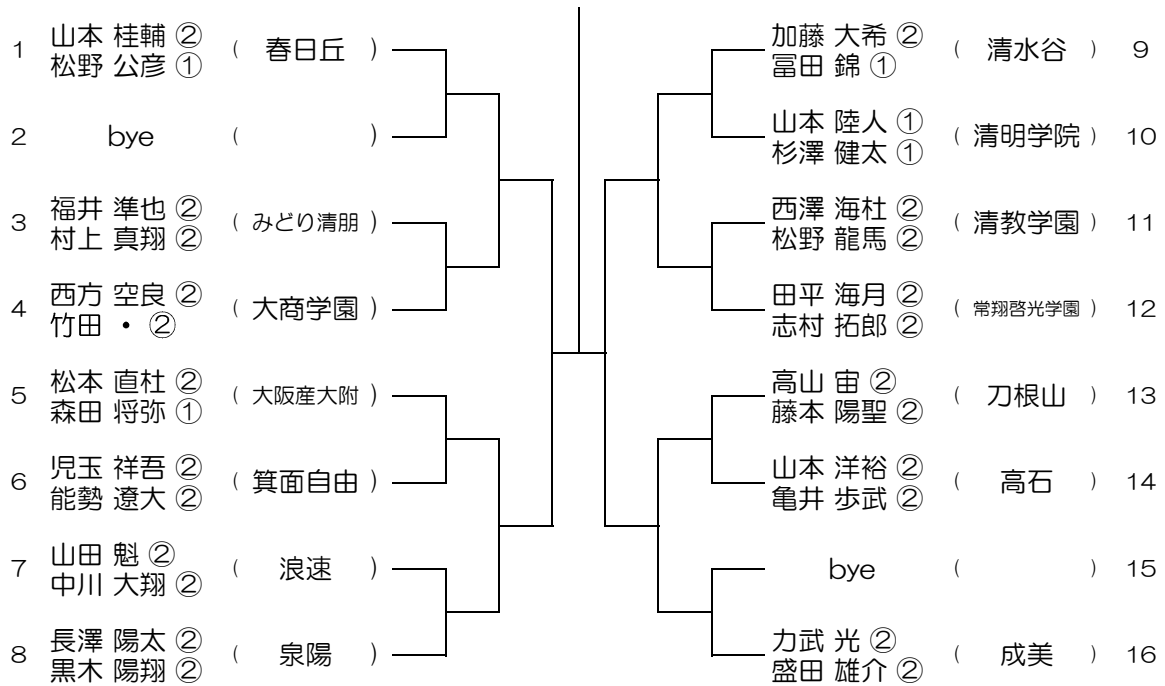 1 山本 桂輔 ② ( 春日丘 )
松野 公彦 ①
2 bye ( )
3 福井 準也 ② ( みどり清朋 )
村上 真翔 ②
4 西方 空良 ② ( 大商学園 )
竹田 ・ ②
5 松本 直杜 ② ( 大阪産大附 )
森田 将弥 ①
6 児玉 祥吾 ② ( 箕面自由 )
能勢 遼大 ②
7 山田 魁 ② ( 浪速 )
中川 大翔 ②
8 長澤 陽太 ② ( 泉陽 )
黒木 陽翔 ②
加藤 大希 ② ( 清水谷 ) 9
冨田 錦 ①
山本 陸人 ① ( 清明学院 ) 10
杉澤 健太 ①
西澤 海杜 ② ( 清教学園 ) 11
松野 龍馬 ②
田平 海月 ② ( 常翔啓光学園 ) 12
志村 拓郎 ②
高山 宙 ② ( 刀根山 ) 13
藤本 陽聖 ②
山本 洋裕 ② ( 高石 ) 14
亀井 歩武 ②
bye ( ) 15
力武 光 ② ( 成美 ) 16
盛田 雄介 ②